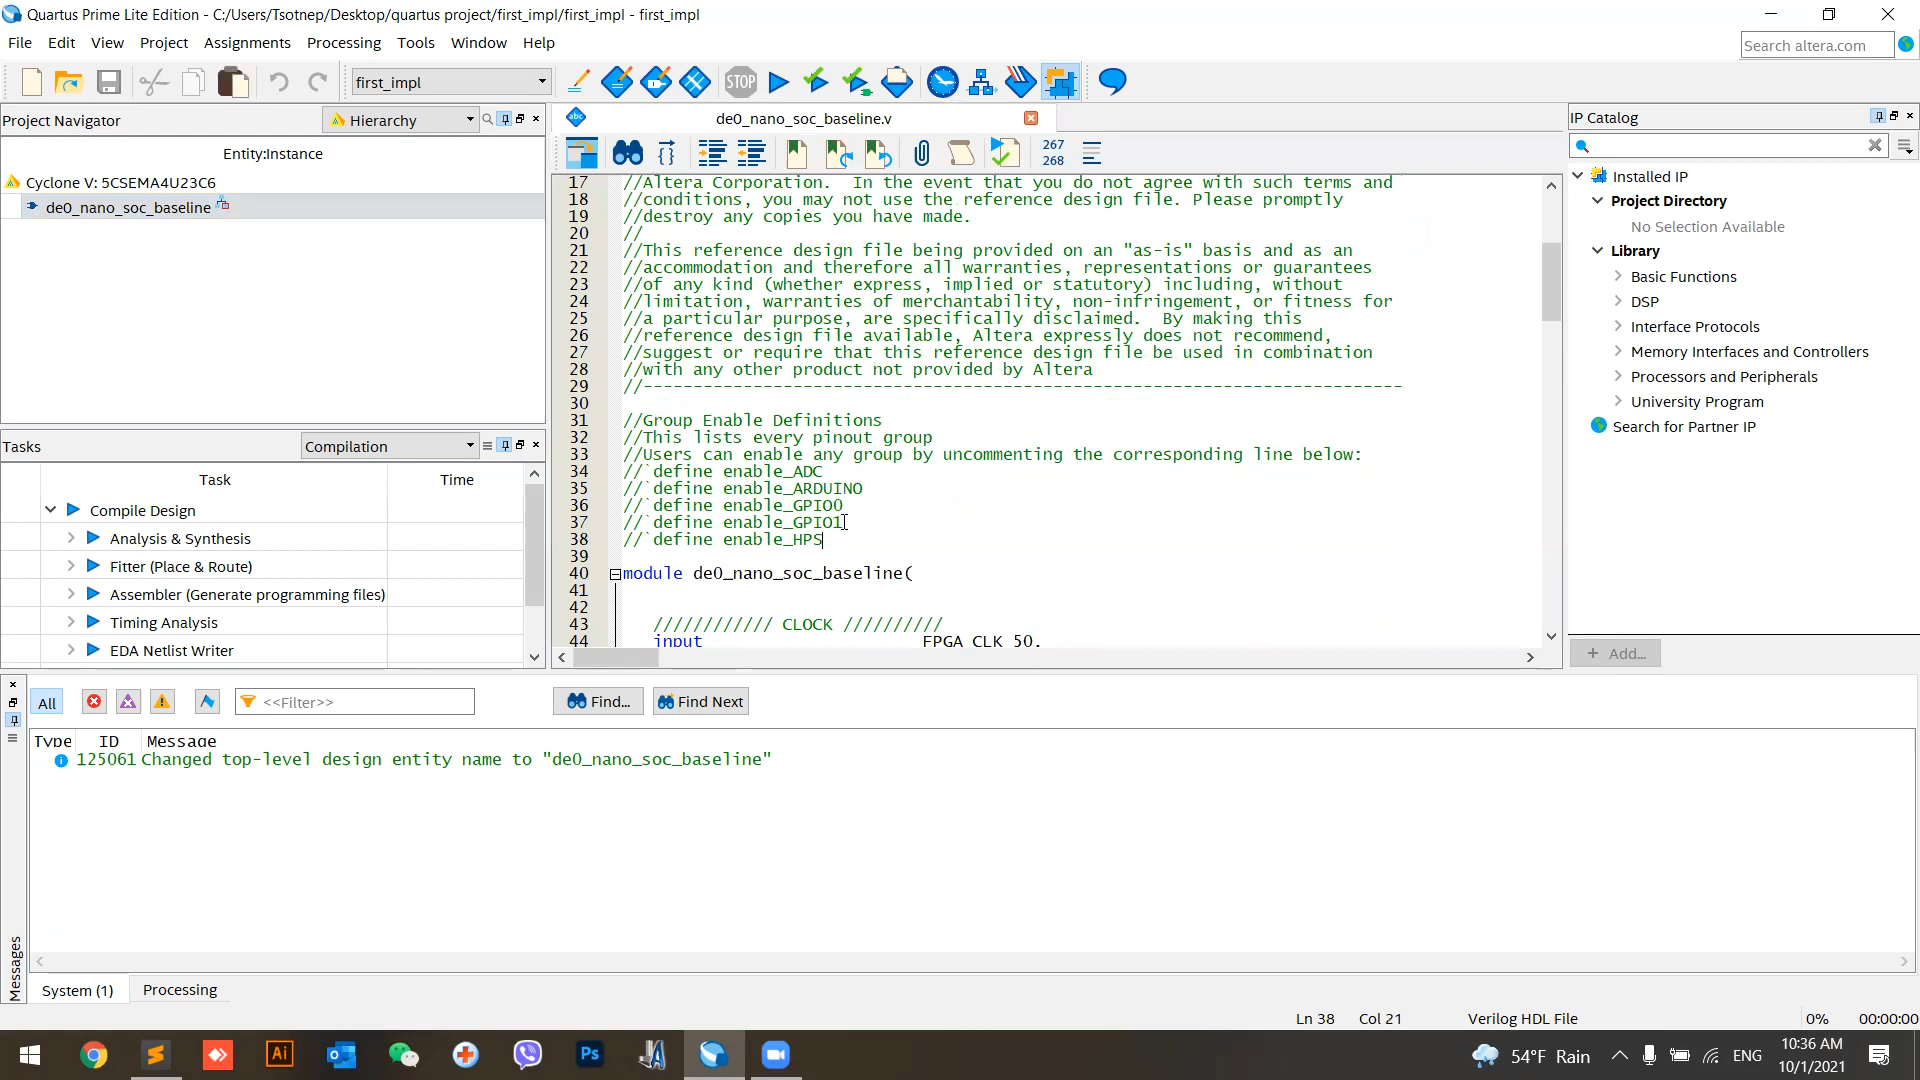 Quartus Prime Lite Edition - C:/Users/Tsotnep/Desktop/quartus project/first_impl/first_impl - first_impl
File Edit View Project Assignments Processing Tools Window Help
Search altera.com
first_impl
STOP
Project Navigator
Hierarchy
Entity:Instance
Cyclone V: 5CSEMA4U23C6
de0_nano_soc_baseline
Tasks
Compilation
Task Time
Compile Design
Analysis & Synthesis
Fitter (Place & Route)
Assembler (Generate programming files)
Timing Analysis
EDA Netlist Writer
abc
de0_nano_soc_baseline.v
267
268
17 //Altera Corporation.  In the event that you do not agree with such terms and
18 //conditions, you may not use the reference design file. Please promptly
19 //destroy any copies you have made.
20 //
21 //This reference design file being provided on an "as-is" basis and as an
22 //accommodation and therefore all warranties, representations or guarantees
23 //of any kind (whether express, implied or statutory) including, without
24 //limitation, warranties of merchantability, non-infringement, or fitness for
25 //a particular purpose, are specifically disclaimed.  By making this
26 //reference design file available, Altera expressly does not recommend,
27 //suggest or require that this reference design file be used in combination
28 //with any other product not provided by Altera
29 //----------------------------------------------------------------------------
30
31 //Group Enable Definitions
32 //This lists every pinout group
33 //Users can enable any group by uncommenting the corresponding line below:
34 //`define enable_ADC
35 //`define enable_ARDUINO
36 //`define enable_GPIO0
37 //`define enable_GPIO1
38 //`define enable_HPS
39
40 module de0_nano_soc_baseline(
41
42
43 //////////// CLOCK //////////
44 input FPGA_CLK_50,
IP Catalog
Installed IP
Project Directory
No Selection Available
Library
Basic Functions
DSP
Interface Protocols
Memory Interfaces and Controllers
Processors and Peripherals
University Program
Search for Partner IP
+ Add...
All
<<Filter>>
Find...
Find Next
Type ID Message
125061 Changed top-level design entity name to "de0_nano_soc_baseline"
Messages
System (1) Processing
Ln 38 Col 21 Verilog HDL File 0% 00:00:00
Ai
Ps
54°F Rain
ENG
10:36 AM
10/1/2021